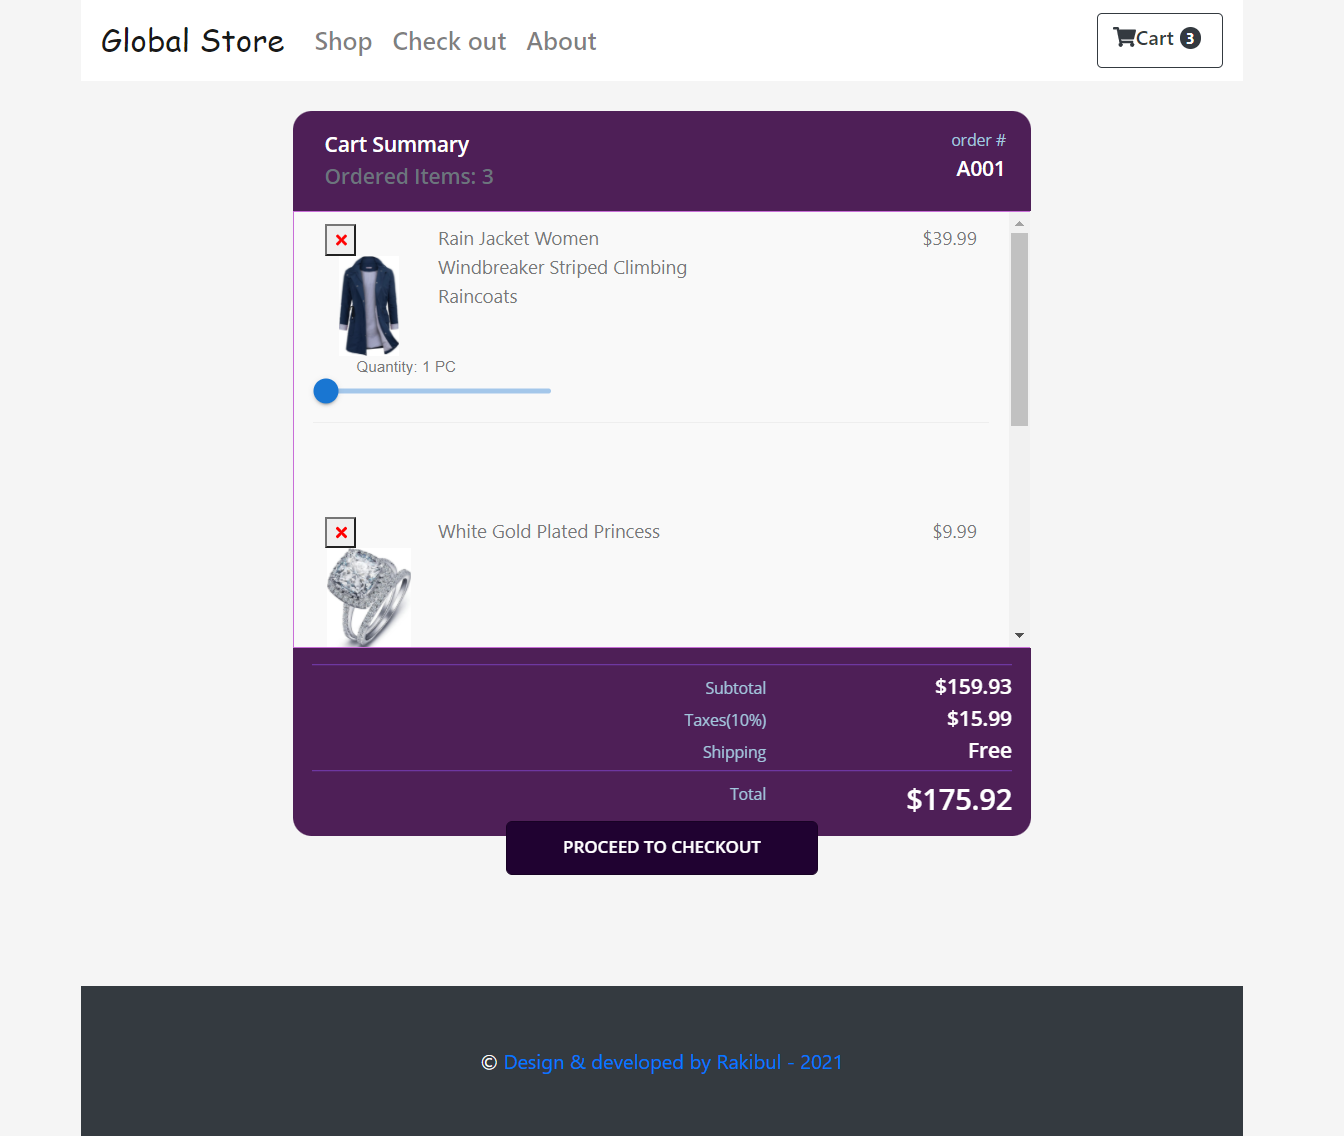 Global Store
Shop
Check out
About
Cart 3
Cart Summary
Ordered Items: 3
order #
A001
Rain Jacket Women
Windbreaker Striped Climbing
Raincoats
$39.99
Quantity: 1 PC
White Gold Plated Princess
$9.99
Subtotal
$159.93
Taxes(10%)
$15.99
Shipping
Free
Total
$175.92
PROCEED TO CHECKOUT
© Design & developed by Rakibul - 2021